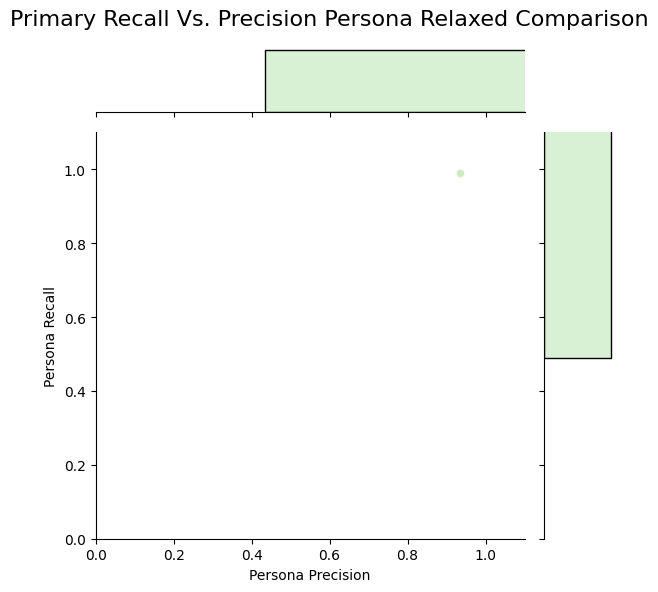 Primary Recall Vs. Precision Persona Relaxed Comparison
1.0
0.8
0.6
0.4
0.2
0.0
Persona Recall
0.0 0.2 0.4 0.6 0.8 1.0
Persona Precision